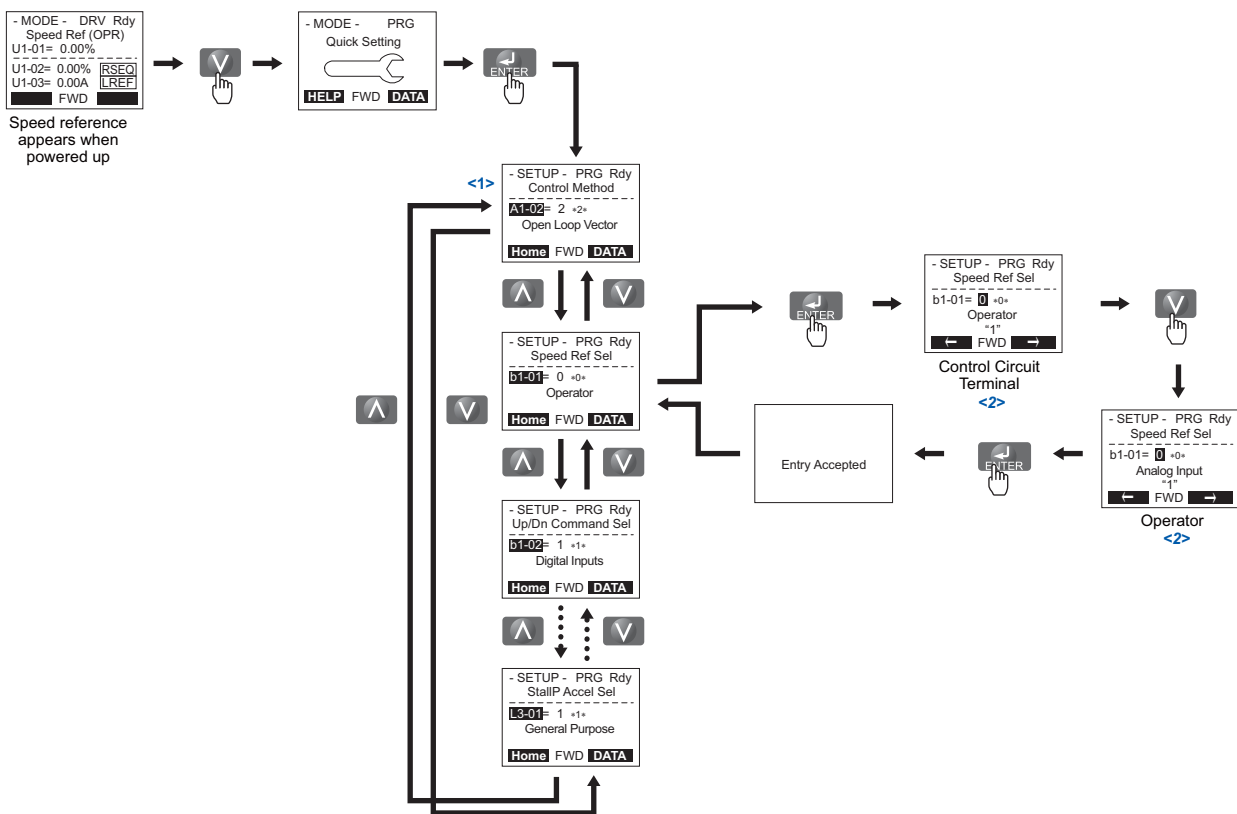 - MODE - DRV Rdy
Speed Ref (OPR)
U1-01= 0.00%
U1-02= 0.00% RSEQ
U1-03= 0.00A LREF
FWD
Speed reference
appears when
powered up
- MODE - PRG
Quick Setting
HELP FWD DATA
ENTER
<1>
- SETUP - PRG Rdy
Control Method
A1-02= 2 *2*
Open Loop Vector
Home FWD DATA
- SETUP - PRG Rdy
Speed Ref Sel
b1-01= 0 *0*
Operator
Home FWD DATA
- SETUP - PRG Rdy
Up/Dn Command Sel
b1-02= 1 *1*
Digital Inputs
Home FWD DATA
- SETUP - PRG Rdy
StallP Accel Sel
L3-01= 1 *1*
General Purpose
Home FWD DATA
ENTER
- SETUP - PRG Rdy
Speed Ref Sel
b1-01= 0 *0*
Operator
“1”
← FWD →
Control Circuit
Terminal
<2>
- SETUP - PRG Rdy
Speed Ref Sel
b1-01= 0 *0*
Analog Input
“1”
← FWD →
Operator
<2>
ENTER
Entry Accepted